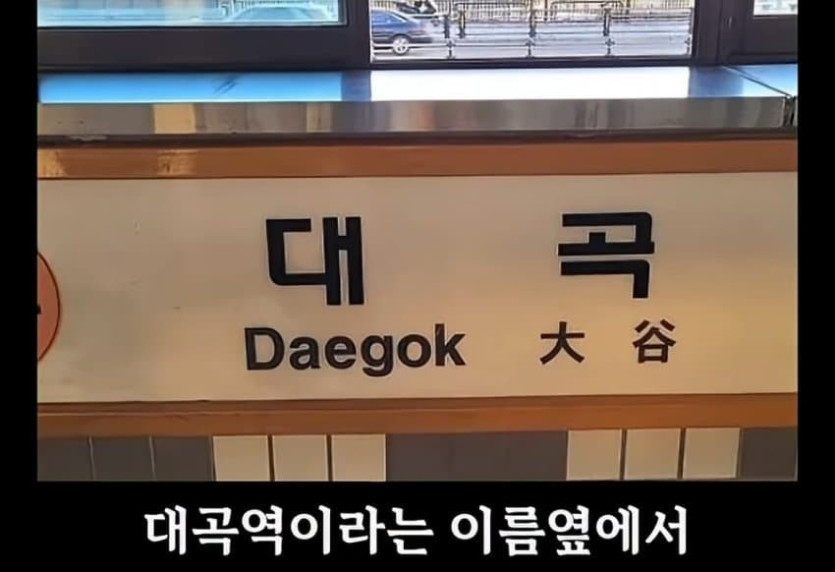 대곡
Daegok 大谷
대곡역이라는 이름옆에서